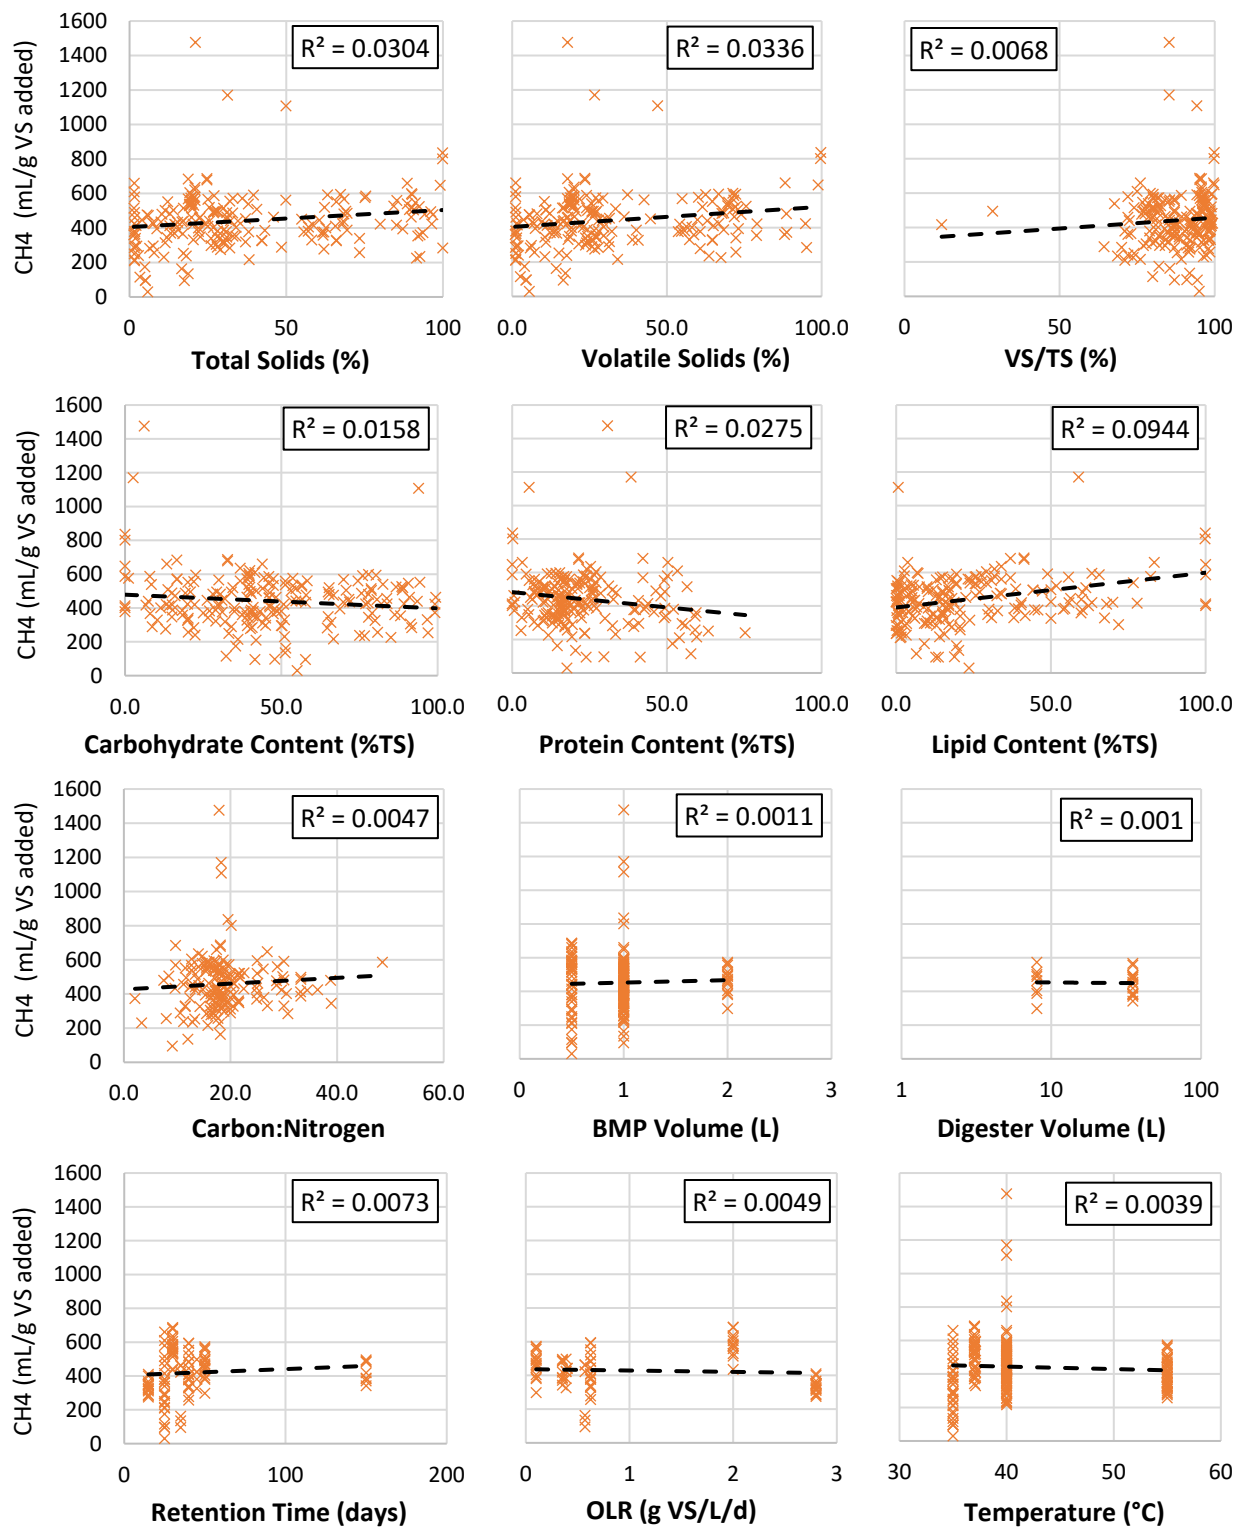 CH4 (mL/g VS added)
1600
1400
1200
1000
800
600
400
200
0
R² = 0.0304
0 50 100
Total Solids (%)
R² = 0.0336
0.0 50.0 100.0
Volatile Solids (%)
R² = 0.0068
0 50 100
VS/TS (%)
CH4 (mL/g VS added)
1600
1400
1200
1000
800
600
400
200
0
R² = 0.0158
0.0 50.0 100.0
Carbohydrate Content (%TS)
R² = 0.0275
0.0 50.0 100.0
Protein Content (%TS)
R² = 0.0944
0.0 50.0 100.0
Lipid Content (%TS)
CH4 (mL/g VS added)
1600
1400
1200
1000
800
600
400
200
0
R² = 0.0047
0.0 20.0 40.0 60.0
Carbon:Nitrogen
R² = 0.0011
0 1 2 3
BMP Volume (L)
R² = 0.001
1 10 100
Digester Volume (L)
CH4 (mL/g VS added)
1600
1400
1200
1000
800
600
400
200
0
R² = 0.0073
0 100 200
Retention Time (days)
R² = 0.0049
0 1 2 3
OLR (g VS/L/d)
R² = 0.0039
30 40 50 60
Temperature (°C)